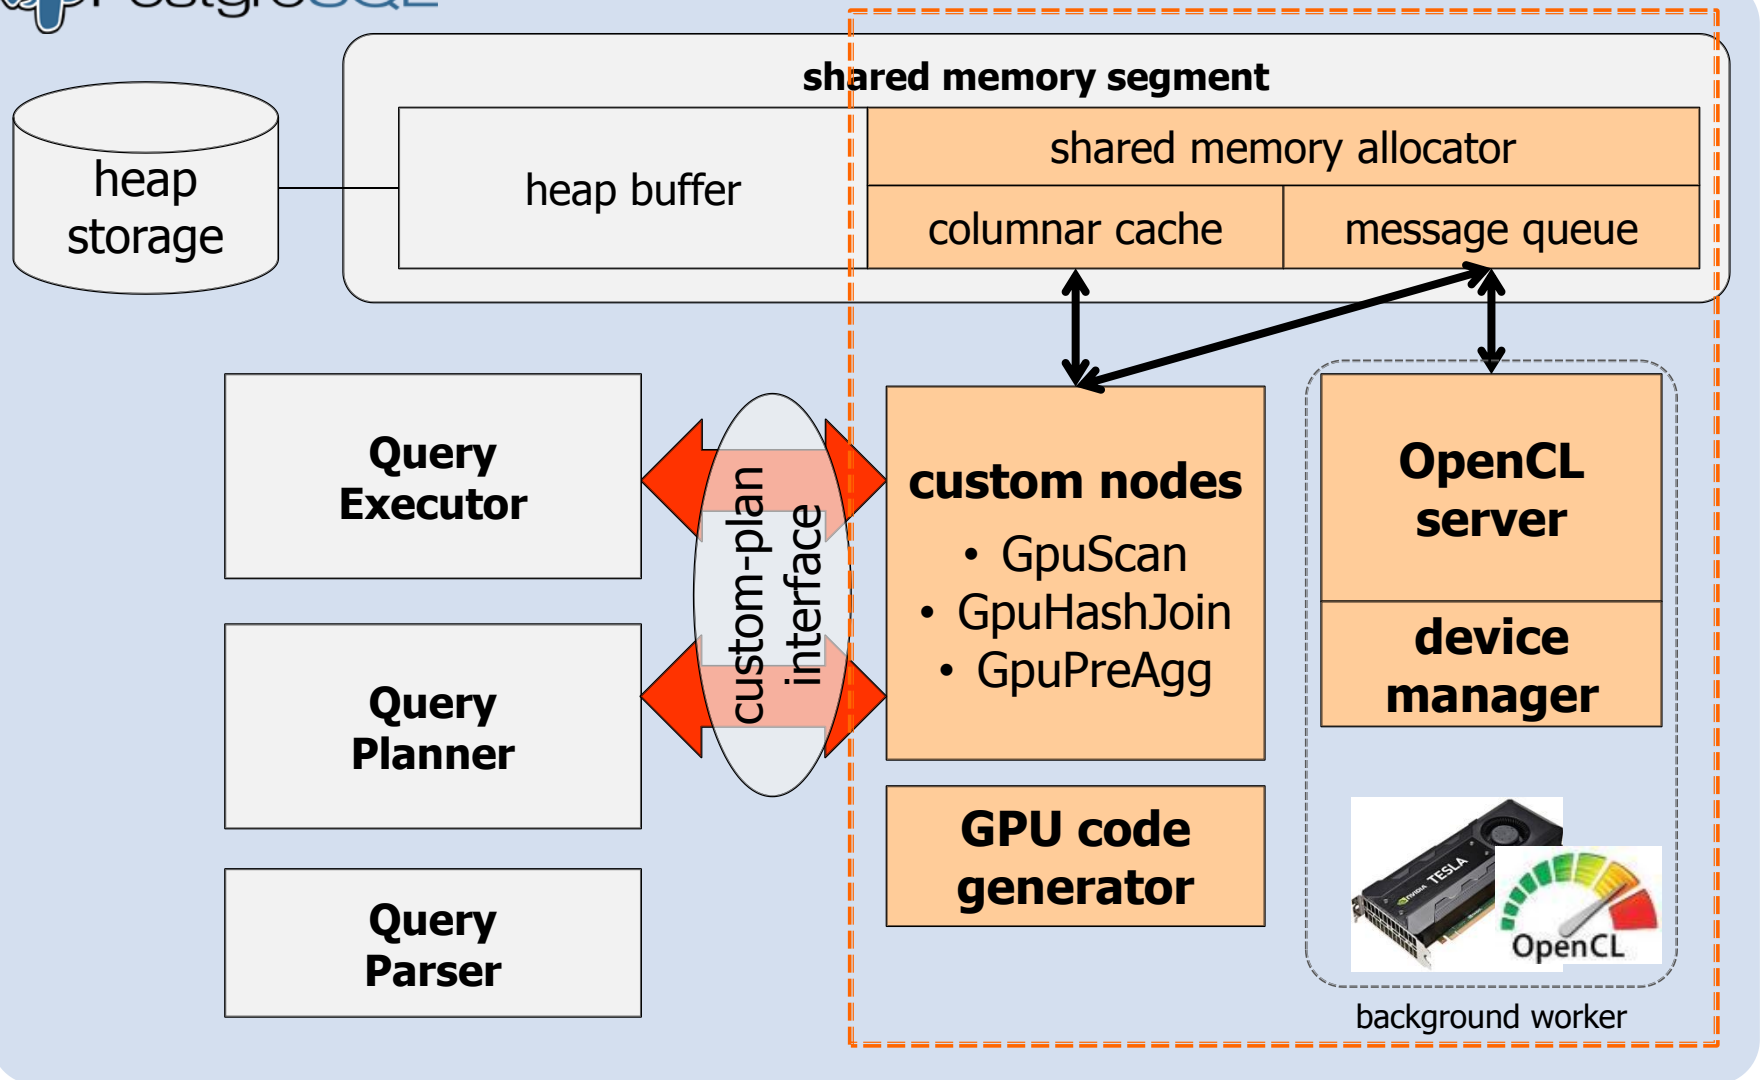 PostgreSQL
shared memory segment
heap
storage
heap buffer
shared memory allocator
columnar cache
message queue
Query
Executor
custom-plan
interface
custom nodes
• GpuScan
• GpuHashJoin
• GpuPreAgg
OpenCL
server
device
manager
Query
Planner
GPU code
generator
Query
Parser
NVIDIA TESLA
OpenCL
background worker